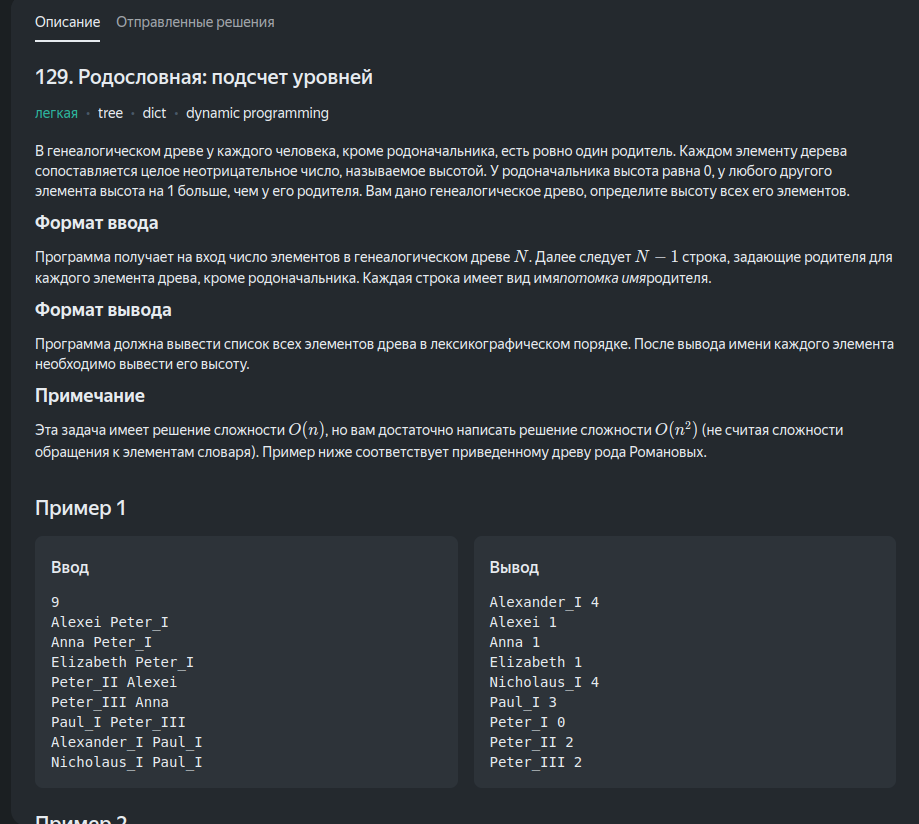 Описание Отправленные решения
129. Родословная: подсчет уровней
легкая · tree · dict · dynamic programming
В генеалогическом древе у каждого человека, кроме родоначальника, есть ровно один родитель. Каждом элементу дерева
сопоставляется целое неотрицательное число, называемое высотой. У родоначальника высота равна 0, у любого другого
элемента высота на 1 больше, чем у его родителя. Вам дано генеалогическое древо, определите высоту всех его элементов.
Формат ввода
Программа получает на вход число элементов в генеалогическом древе N. Далее следует N − 1 строка, задающие родителя для
каждого элемента древа, кроме родоначальника. Каждая строка имеет вид имяпотомка имяродителя.
Формат вывода
Программа должна вывести список всех элементов древа в лексикографическом порядке. После вывода имени каждого элемента
необходимо вывести его высоту.
Примечание
Эта задача имеет решение сложности O(n), но вам достаточно написать решение сложности O(n²) (не считая сложности
обращения к элементам словаря). Пример ниже соответствует приведенному древу рода Романовых.
Пример 1
Ввод
9
Alexei Peter_I
Anna Peter_I
Elizabeth Peter_I
Peter_II Alexei
Peter_III Anna
Paul_I Peter_III
Alexander_I Paul_I
Nicholaus_I Paul_I
Вывод
Alexander_I 4
Alexei 1
Anna 1
Elizabeth 1
Nicholaus_I 4
Paul_I 3
Peter_I 0
Peter_II 2
Peter_III 2
Пример 2